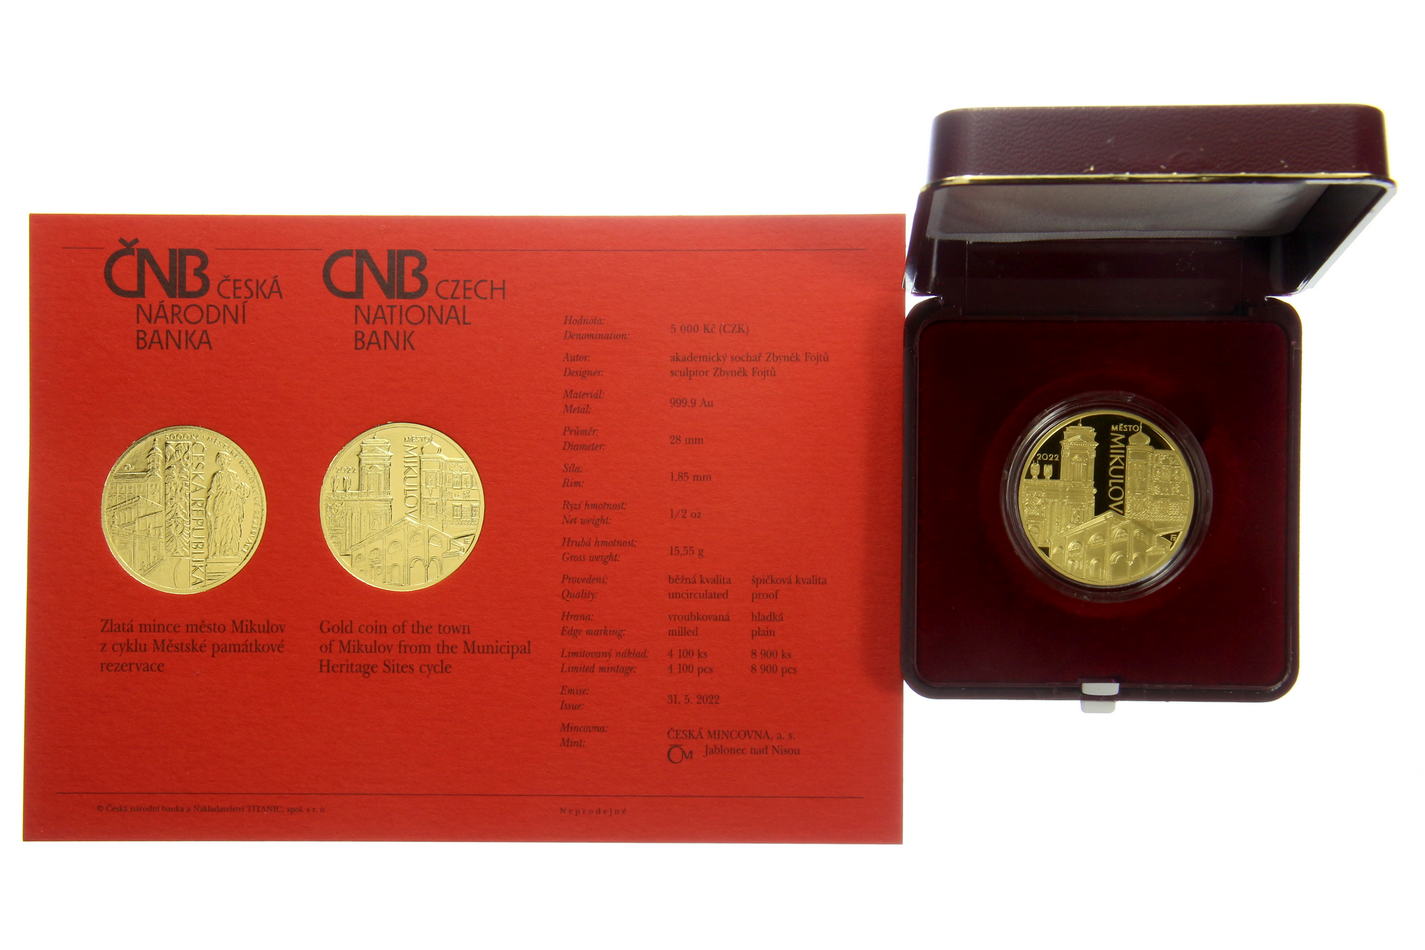 ČNB ČESKÁ
NÁRODNÍ
BANKA
CNB CZECH
NATIONAL
BANK
5000 Kč
ČESKÁ REPUBLIKA
2022
MĚSTO
MIKULOV
Zlatá mince město Mikulov
z cyklu Městské památkové
rezervace
Gold coin of the town
of Mikulov from the Municipal
Heritage Sites cycle
Hodnota:
Denomination:
5 000 Kč (CZK)
Autor:
Designer:
akademický sochař Zbyněk Fojtů
sculptor Zbyněk Fojtů
Materiál:
Metal:
999.9 Au
Průměr:
Diameter:
28 mm
Síla:
Rim:
1,85 mm
Ryzí hmotnost:
Net weight:
1/2 oz
Hrubá hmotnost:
Gross weight:
15,55 g
Provedení:
Quality:
běžná kvalita špičková kvalita
uncirculated proof
Hrana:
Edge marking:
vroubkovaná hladká
milled plain
Limitovaný náklad:
Limited mintage:
4 100 ks 8 900 ks
4 100 pcs 8 900 pcs
Emise:
Issue:
31. 5. 2022
Mincovna:
Mint:
ČESKÁ MINCOVNA, a. s.
ČM Jablonec nad Nisou
© Česká národní banka a Nakladatelství TITANIC, spol. s r. o.
Neprodejné
2022
MĚSTO
MIKULOV